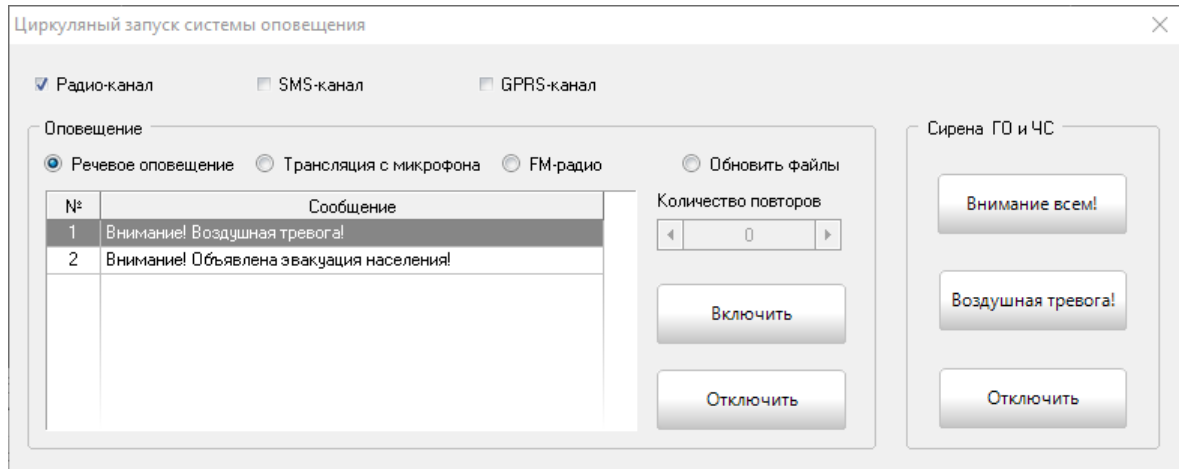 Циркуляный запуск системы оповещения
Радио-канал SMS-канал GPRS-канал
Оповещение
Речевое оповещение Трансляция с микрофона FM-радио Обновить файлы
№ Сообщение
1 Внимание! Воздушная тревога!
2 Внимание! Объявлена эвакуация населения!
Количество повторов
0
Включить
Отключить
Сирена ГО и ЧС
Внимание всем!
Воздушная тревога!
Отключить